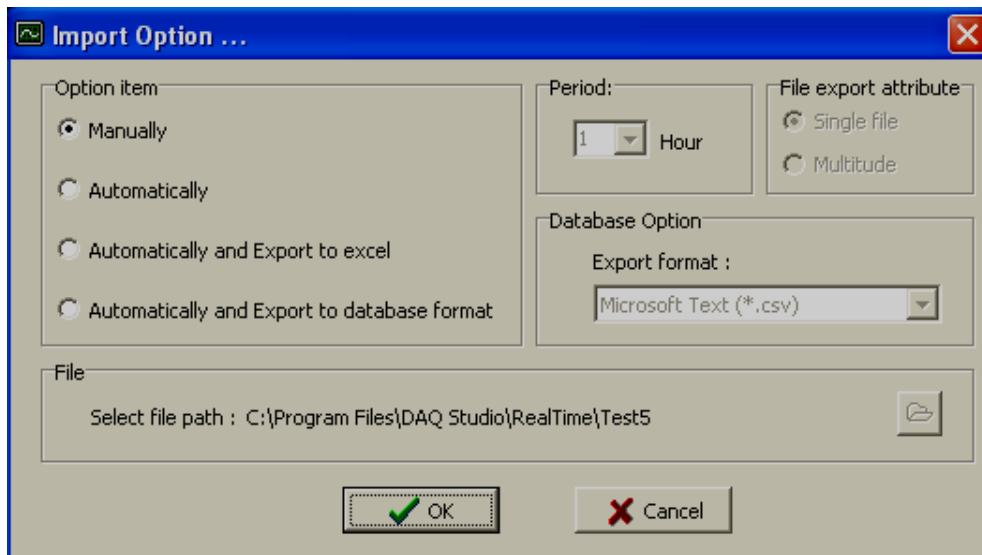 Import Option ...
Option item
Manually
Automatically
Automatically and Export to excel
Automatically and Export to database format
Period:
1 Hour
File export attribute
Single file
Multitude
Database Option
Export format :
Microsoft Text (*.csv)
File
Select file path : C:\Program Files\DAQ Studio\RealTime\Test5
OK
Cancel